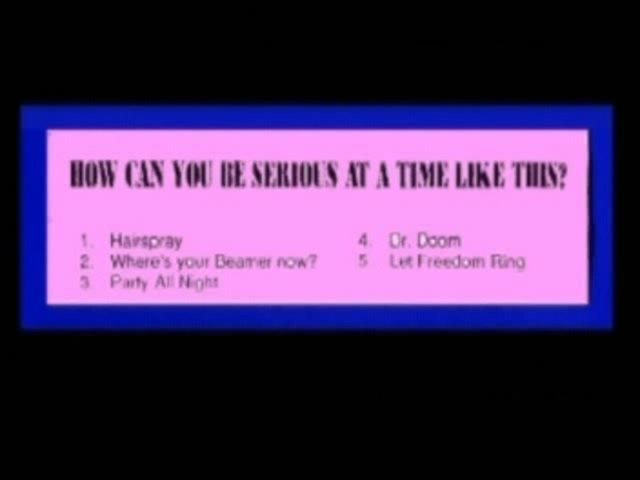 HOW CAN YOU BE SERIOUS AT A TIME LIKE THIS?
1. Hairspray
2. Where's your Beamer now?
3. Party All Night
4. Dr. Doom
5. Let Freedom Ring